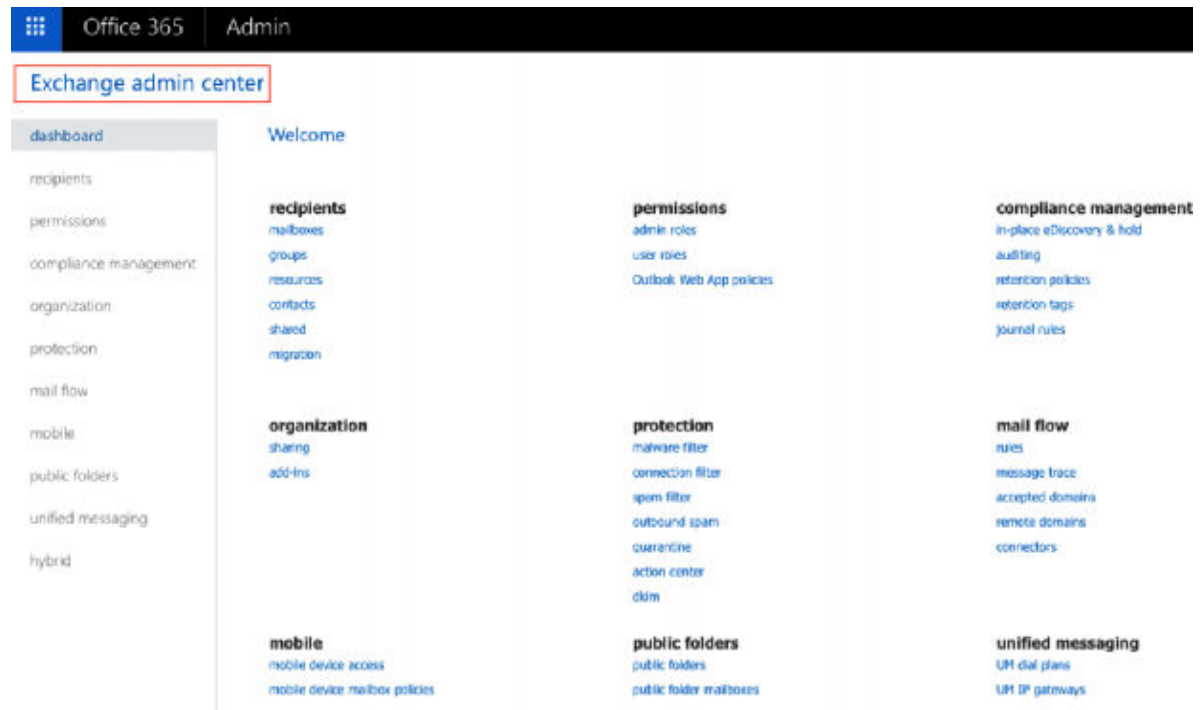 Office 365 Admin
Exchange admin center
dashboard
recipients
permissions
compliance management
organization
protection
mail flow
mobile
public folders
unified messaging
hybrid
Welcome
recipients
mailboxes
groups
resources
contacts
shared
migration
permissions
admin roles
user roles
Outlook Web App policies
compliance management
in-place eDiscovery & hold
auditing
retention policies
retention tags
journal rules
organization
sharing
add-ins
protection
malware filter
connection filter
spam filter
outbound spam
quarantine
action center
dkim
mail flow
rules
message trace
accepted domains
remote domains
connectors
mobile
mobile device access
mobile device mailbox policies
public folders
public folders
public folder mailboxes
unified messaging
UM dial plans
UM IP gateways